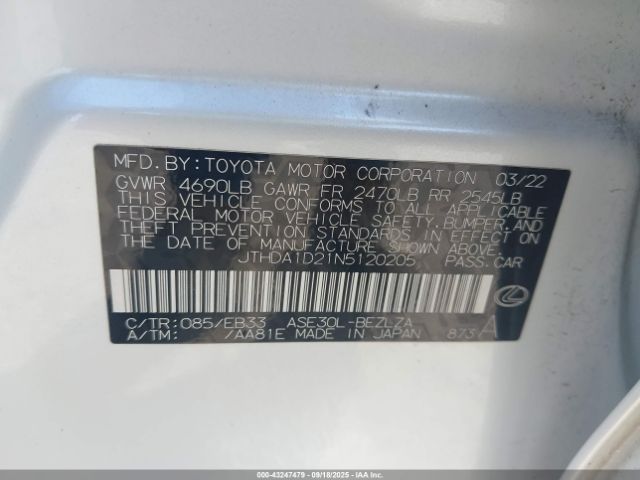 MFD.BY:TOYOTA MOTOR CORPORATION 03/22
GVWR 4690LB GAWR FR 2470LB RR 2545LB
THIS VEHICLE CONFORMS TO ALL APPLICABLE
FEDERAL MOTOR VEHICLE SAFETY,BUMPER,AND
THEFT PREVENTION STANDARDS IN EFFECT ON
THE DATE OF MANUFACTURE SHOWN ABOVE.
JTHDA1D21N5120205 PASS.CAR
C/TR:085/EB33 ASE30L-BEZLZA
A/TM: /AA81E MADE IN JAPAN 873 A
000-43247479 - 09/18/2025 - IAAI.COM